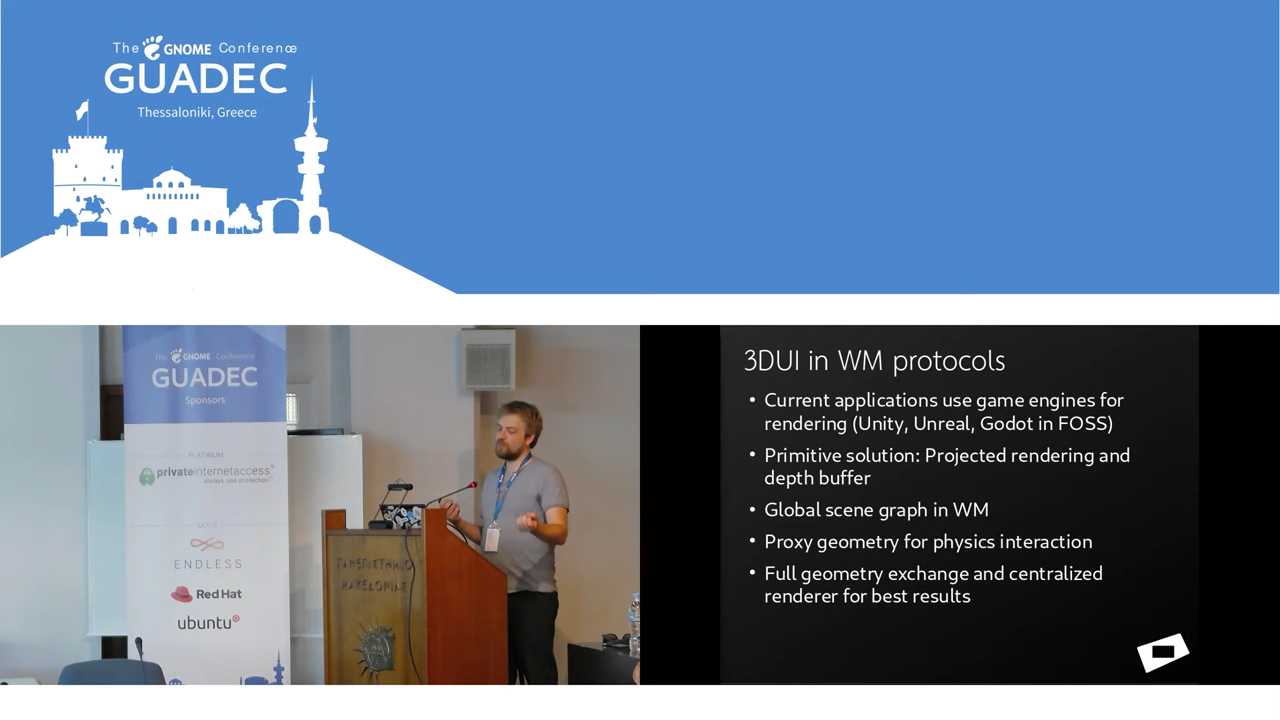 The GNOME Conference
GUADEC
Thessaloniki, Greece
The GNOME Conference
GUADEC
Sponsors
PLATINUM
privateinternetaccess®
always use protection®
GOLD
ENDLESS
Red Hat
ubuntu®
ΠΑΝΕΠΙΣΤΗΜΙΟ
ΜΑΚΕΔΟΝΙΑΣ
3DUI in WM protocols
• Current applications use game engines for
rendering (Unity, Unreal, Godot in FOSS)
• Primitive solution: Projected rendering and
depth buffer
• Global scene graph in WM
• Proxy geometry for physics interaction
• Full geometry exchange and centralized
renderer for best results